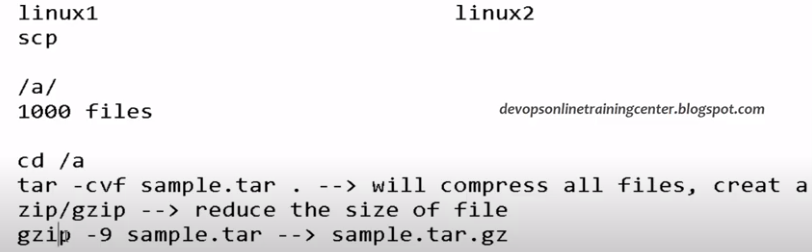 linux1 linux2
scp
/a/
1000 files
devopsonlinetrainingcenter.blogspot.com
cd /a
tar -cvf sample.tar . --> will compress all files, creat a
zip/gzip --> reduce the size of file
gzip -9 sample.tar --> sample.tar.gz